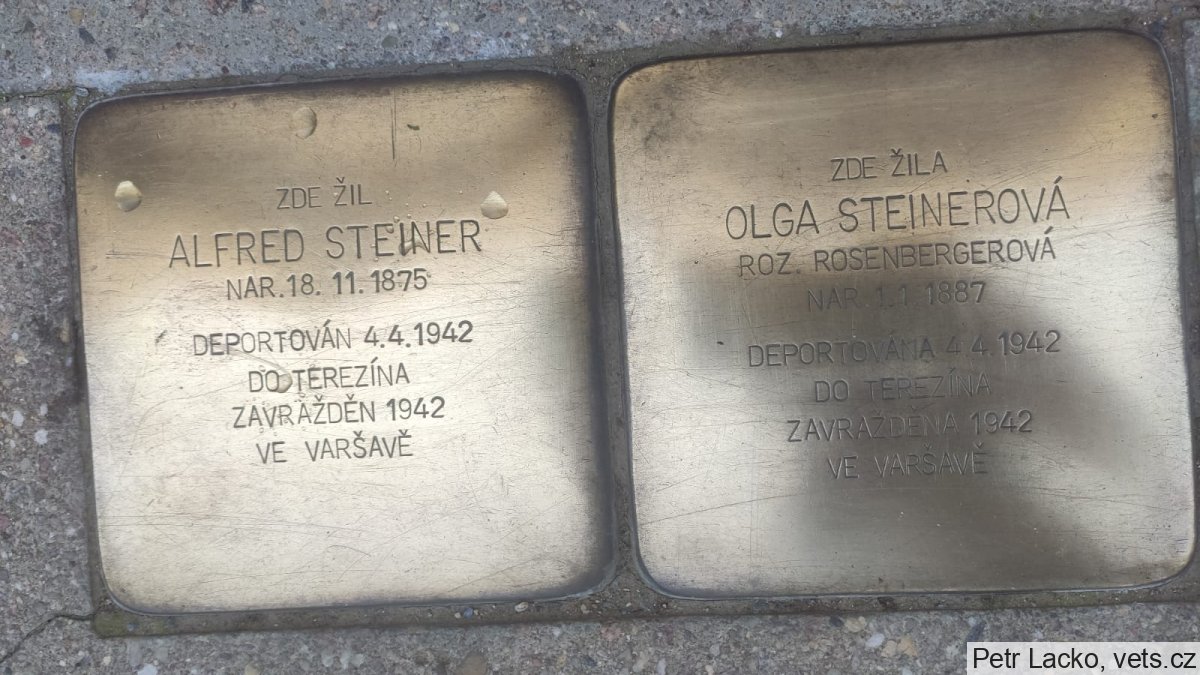 ZDE ŽIL
ALFRED STEINER
NAR. 18. 11. 1875
DEPORTOVÁN 4.4.1942
DO TEREZÍNA
ZAVRAŽDĚN 1942
VE VARŠAVĚ
ZDE ŽILA
OLGA STEINEROVÁ
ROZ. ROSENBERGEROVÁ
NAR. 1.1. 1887
DEPORTOVÁNA 4.4.1942
DO TEREZÍNA
ZAVRAŽDĚNA 1942
VE VARŠAVĚ
Petr Lacko, vets.cz